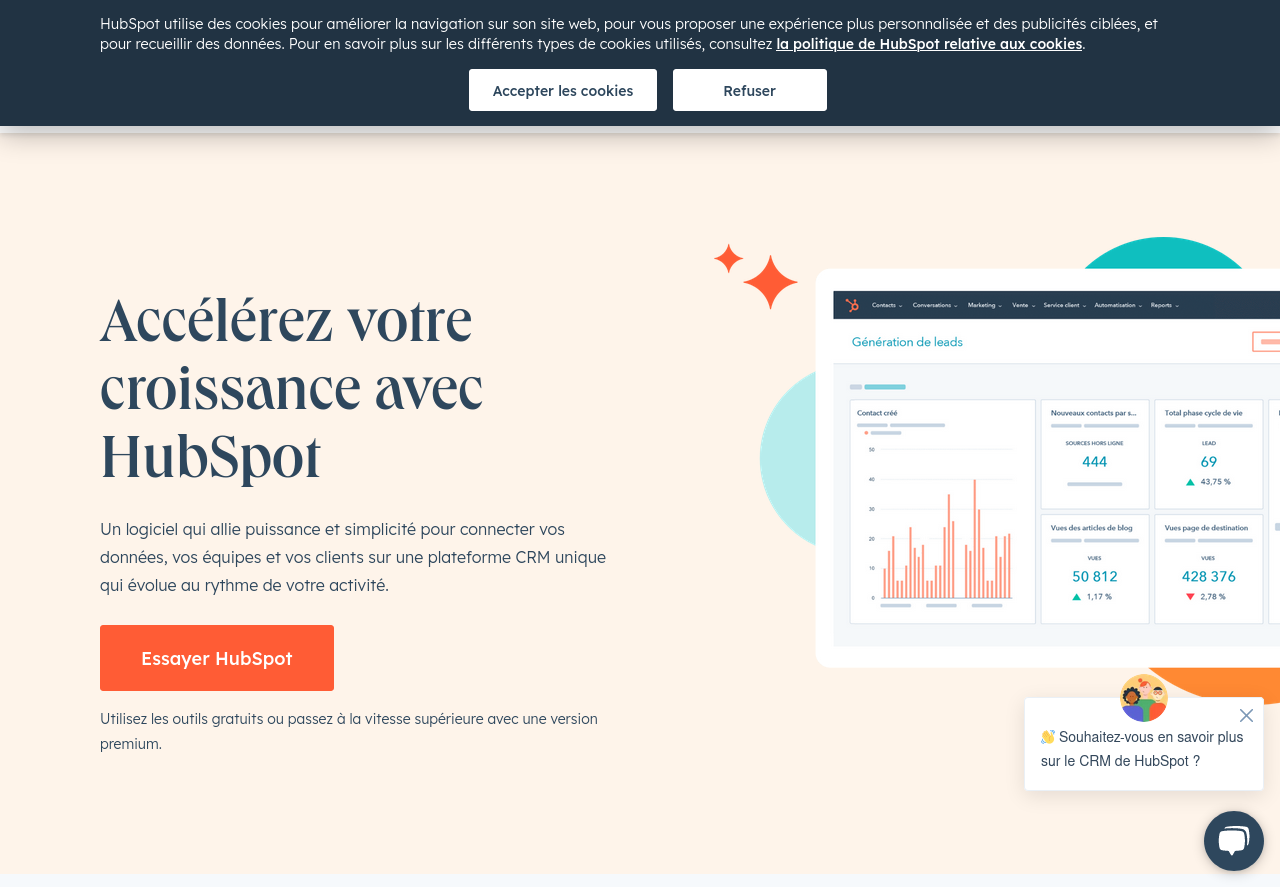 HubSpot utilise des cookies pour améliorer la navigation sur son site web, pour vous proposer une expérience plus personnalisée et des publicités ciblées, et
pour recueillir des données. Pour en savoir plus sur les différents types de cookies utilisés, consultez la politique de HubSpot relative aux cookies.
Accepter les cookies
Refuser
Accélérez votre
croissance avec
HubSpot
Un logiciel qui allie puissance et simplicité pour connecter vos
données, vos équipes et vos clients sur une plateforme CRM unique
qui évolue au rythme de votre activité.
Essayer HubSpot
Utilisez les outils gratuits ou passez à la vitesse supérieure avec une version
premium.
Contacts Conversations Marketing Vente Service client Automatisation Reports
Génération de leads
Contact créé
50
40
30
20
10
0
Nouveaux contacts par s...
SOURCES HORS LIGNE
444
Total phase cycle de vie
LEAD
69
43,75 %
Vues des articles de blog
VUES
50 812
1,17 %
Vues page de destination
VUES
428 376
2,78 %
👋 Souhaitez-vous en savoir plus
sur le CRM de HubSpot ?